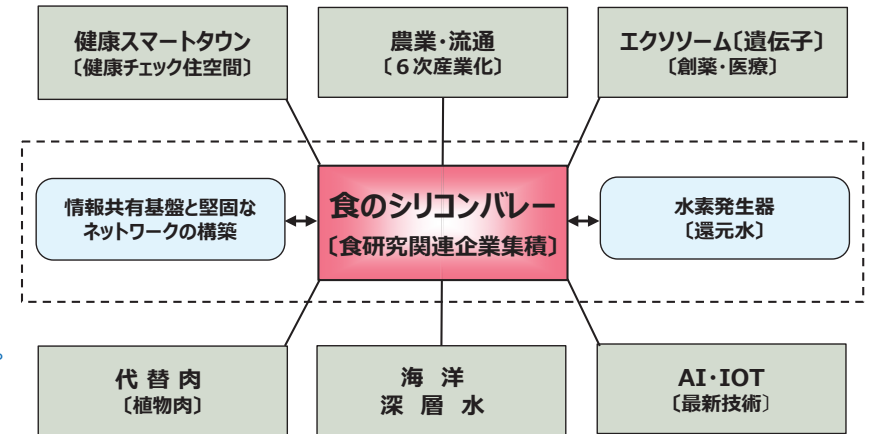 健康スマートタウン
〔健康チェック住空間〕
農業・流通
〔６次産業化〕
エクソソーム〔遺伝子〕
〔創薬・医療〕
情報共有基盤と堅固な
ネットワークの構築
食のシリコンバレー
〔食研究関連企業集積〕
水素発生器
〔還元水〕
。
代 替 肉
〔植物肉〕
海 洋
深 層 水
AI・IOT
〔最新技術〕